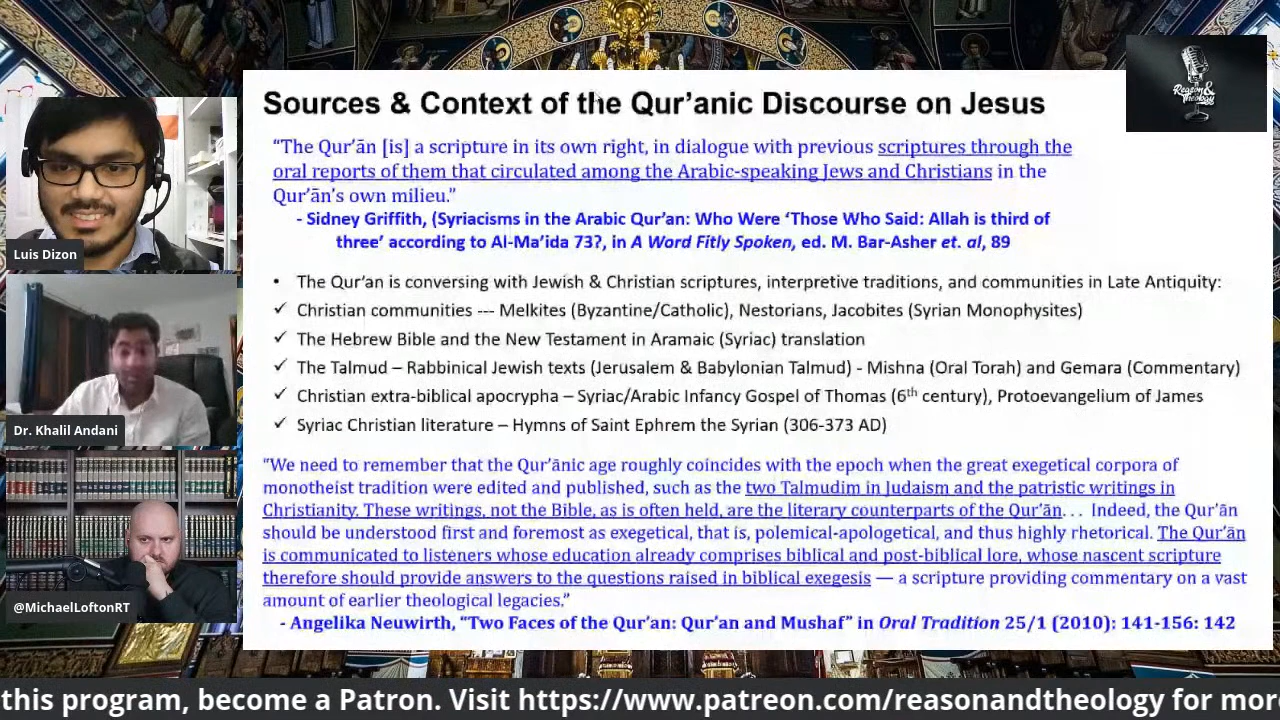 Reason &
Theology
Sources & Context of the Qur’anic Discourse on Jesus
“The Qur’ān [is] a scripture in its own right, in dialogue with previous scriptures through the
oral reports of them that circulated among the Arabic-speaking Jews and Christians in the
Qur’ān’s own milieu.”
- Sidney Griffith, (Syriacisms in the Arabic Qur’an: Who Were ‘Those Who Said: Allah is third of
three’ according to Al-Ma’ida 73?, in A Word Fitly Spoken, ed. M. Bar-Asher et. al, 89
• The Qur’an is conversing with Jewish & Christian scriptures, interpretive traditions, and communities in Late Antiquity:
✓ Christian communities --- Melkites (Byzantine/Catholic), Nestorians, Jacobites (Syrian Monophysites)
✓ The Hebrew Bible and the New Testament in Aramaic (Syriac) translation
✓ The Talmud – Rabbinical Jewish texts (Jerusalem & Babylonian Talmud) - Mishna (Oral Torah) and Gemara (Commentary)
✓ Christian extra-biblical apocrypha – Syriac/Arabic Infancy Gospel of Thomas (6th century), Protoevangelium of James
✓ Syriac Christian literature – Hymns of Saint Ephrem the Syrian (306-373 AD)
“We need to remember that the Qur’ānic age roughly coincides with the epoch when the great exegetical corpora of
monotheist tradition were edited and published, such as the two Talmudim in Judaism and the patristic writings in
Christianity. These writings, not the Bible, as is often held, are the literary counterparts of the Qur’ān. . . Indeed, the Qur’ān
should be understood first and foremost as exegetical, that is, polemical-apologetical, and thus highly rhetorical. The Qur’ān
is communicated to listeners whose education already comprises biblical and post-biblical lore, whose nascent scripture
therefore should provide answers to the questions raised in biblical exegesis — a scripture providing commentary on a vast
amount of earlier theological legacies.”
- Angelika Neuwirth, “Two Faces of the Qur’an: Qur’an and Mushaf” in Oral Tradition 25/1 (2010): 141-156: 142
Luis Dizon
Dr. Khalil Andani
@MichaelLoftonRT
this program, become a Patron. Visit https://www.patreon.com/reasonandtheology for mor